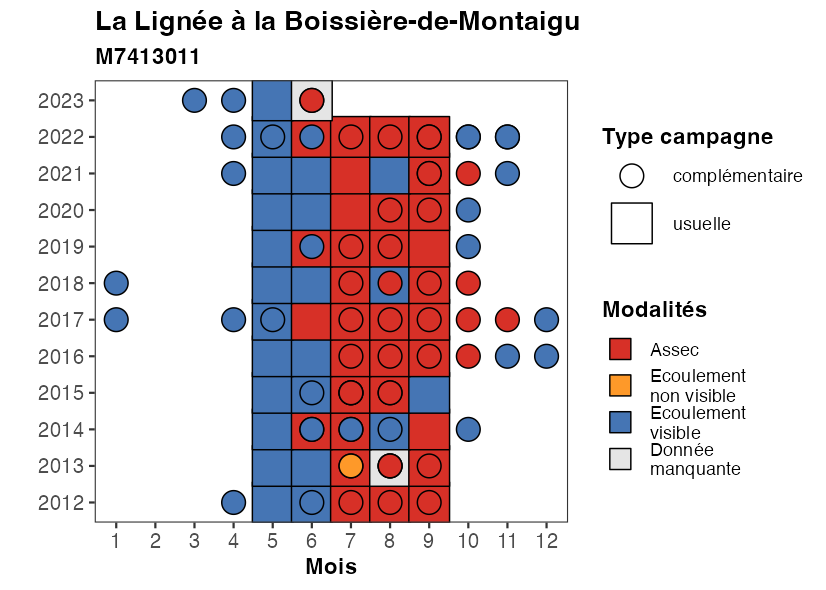 La Lignée à la Boissière-de-Montaigu
M7413011
2023
2022
2021
2020
2019
2018
2017
2016
2015
2014
2013
2012
1 2 3 4 5 6 7 8 9 10 11 12
Mois
Type campagne
complémentaire
usuelle
Modalités
Assec
Ecoulement
non visible
Ecoulement
visible
Donnée
manquante